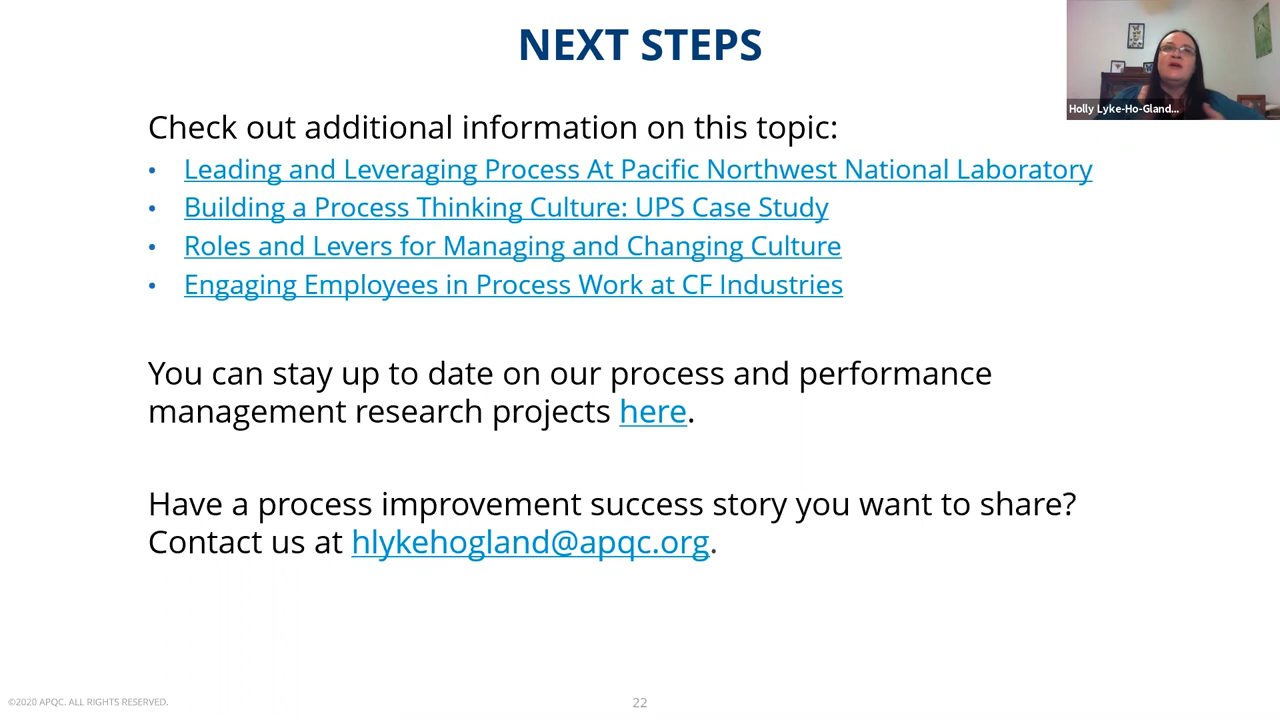 NEXT STEPS
Holly Lyke-Ho-Gland...
Check out additional information on this topic:
• Leading and Leveraging Process At Pacific Northwest National Laboratory
• Building a Process Thinking Culture: UPS Case Study
• Roles and Levers for Managing and Changing Culture
• Engaging Employees in Process Work at CF Industries
You can stay up to date on our process and performance
management research projects here.
Have a process improvement success story you want to share?
Contact us at hlykehogland@apqc.org.
©2020 APQC. ALL RIGHTS RESERVED.
22